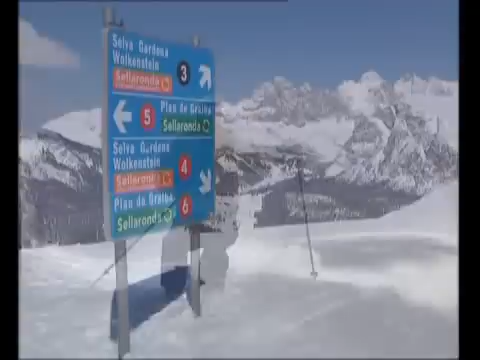 Selva Gardena
Wolkenstein
Sellaronda
3
5
Plan de Gralba
Sellaronda
Selva Gardena
Wolkenstein
Sellaronda
4
Plan de Gralba
Sellaronda
6